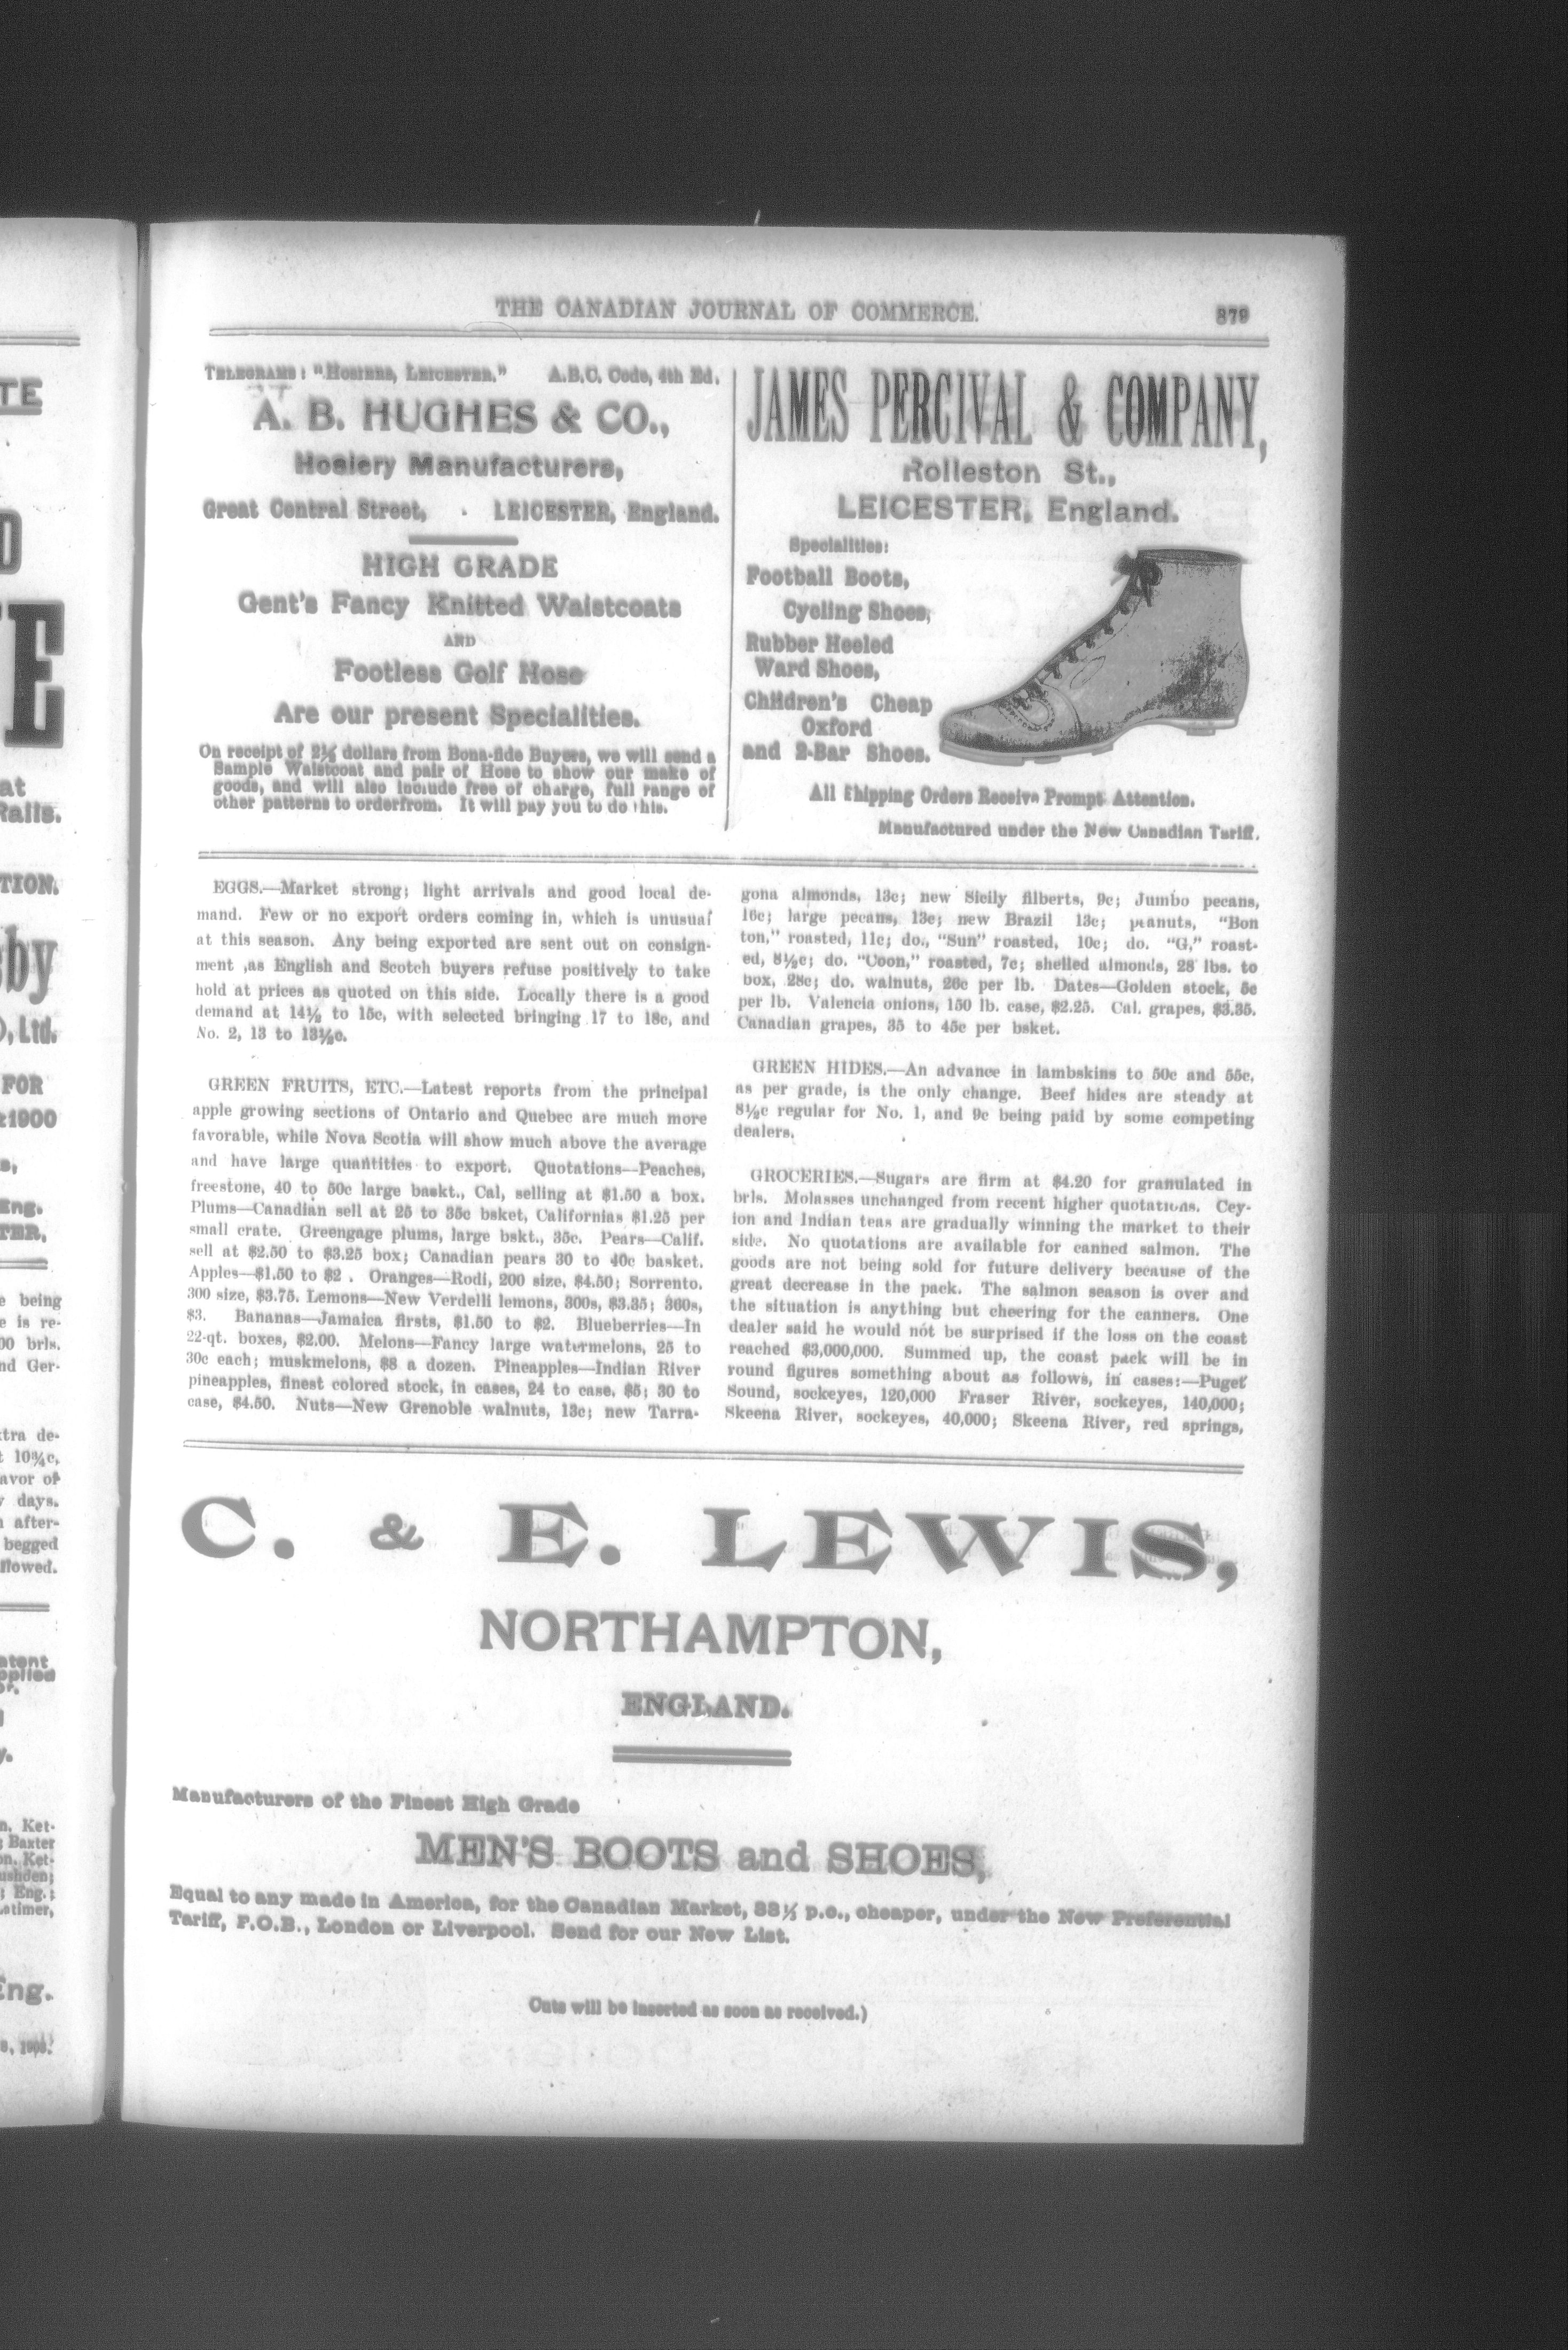 THE CANADIAN JOURNAL OF COMMERCE.
879
TELEGRAMS: "HOSIERS, LEICESTER." A.B.C. Code, 4th Ed.
A. B. HUGHES & CO.,
Hosiery Manufacturers,
Great Central Street, - LEICESTER, England.
HIGH GRADE
Gent's Fancy Knitted Waistcoats
AND
Footless Golf Hose
Are our present Specialities.
On receipt of 2½ dollars from Bona-fide Buyers, we will send a
Sample Waistcoat and pair of Hose to show our make of
goods, and will also include free of charge, full range of
other patterns to orderfrom. It will pay you to do this.
JAMES PERCIVAL & COMPANY,
Rolleston St.,
LEICESTER, England.
Specialities:
Football Boots,
Cycling Shoes,
Rubber Heeled
Ward Shoes,
Children's Cheap
Oxford
and 2-Bar Shoes.
All Shipping Orders Receive Prompt Attention.
Manufactured under the New Canadian Tariff.
EGGS.—Market strong; light arrivals and good local de-
mand. Few or no export orders coming in, which is unusual
at this season. Any being exported are sent out on consign-
ment ,as English and Scotch buyers refuse positively to take
hold at prices as quoted on this side. Locally there is a good
demand at 14½ to 15c, with selected bringing 17 to 18c, and
No. 2, 13 to 13½c.
GREEN FRUITS, ETC.—Latest reports from the principal
apple growing sections of Ontario and Quebec are much more
favorable, while Nova Scotia will show much above the average
and have large quantities to export. Quotations—Peaches,
freestone, 40 to 50c large baskt., Cal, selling at $1.50 a box.
Plums—Canadian sell at 25 to 35c bsket, Californias $1.25 per
small crate. Greengage plums, large bskt., 35c. Pears—Calif.
sell at $2.50 to $3.25 box; Canadian pears 30 to 40c basket.
Apples—$1.50 to $2 . Oranges—Rodi, 200 size, $4.50; Sorrento,
300 size, $3.75. Lemons—New Verdelli lemons, 300s, $3.35; 360s,
$3. Bananas—Jamaica firsts, $1.50 to $2. Blueberries—In
22-qt. boxes, $2.00. Melons—Fancy large watermelons, 25 to
30c each; muskmelons, $8 a dozen. Pineapples—Indian River
pineapples, finest colored stock, in cases, 24 to case, $5; 30 to
case, $4.50. Nuts—New Grenoble walnuts, 13c; new Tarra-
gona almonds, 13c; new Sicily filberts, 9c; Jumbo pecans,
16c; large pecans, 13c; new Brazil 13c; peanuts, "Bon
ton," roasted, 11c; do., "Sun" roasted, 10c; do. "G," roast-
ed, 8½c; do. "Coon," roasted, 7c; shelled almonds, 28 lbs. to
box, 28c; do. walnuts, 26c per lb. Dates—Golden stock, 5c
per lb. Valencia onions, 150 lb. case, $2.25. Cal. grapes, $3.35.
Canadian grapes, 35 to 45c per bsket.
GREEN HIDES.—An advance in lambskins to 50c and 55c,
as per grade, is the only change. Beef hides are steady at
8½c regular for No. 1, and 9c being paid by some competing
dealers.
GROCERIES.—Sugars are firm at $4.20 for granulated in
brls. Molasses unchanged from recent higher quotations. Cey-
lon and Indian teas are gradually winning the market to their
side. No quotations are available for canned salmon. The
goods are not being sold for future delivery because of the
great decrease in the pack. The salmon season is over and
the situation is anything but cheering for the canners. One
dealer said he would not be surprised if the loss on the coast
reached $3,000,000. Summed up, the coast pack will be in
round figures something about as follows, in cases:—Puget
Sound, sockeyes, 120,000 Fraser River, sockeyes, 140,000;
Skeena River, sockeyes, 40,000; Skeena River, red springs,
C. & E. LEWIS,
NORTHAMPTON,
ENGLAND.
Manufacturers of the Finest High Grade
MEN'S BOOTS and SHOES,
Equal to any made in America, for the Canadian Market, 33⅓ p.c., cheaper, under the New Preferential
Tariff, F.O.B., London or Liverpool. Send for our New List.
Cuts will be inserted as soon as received.)